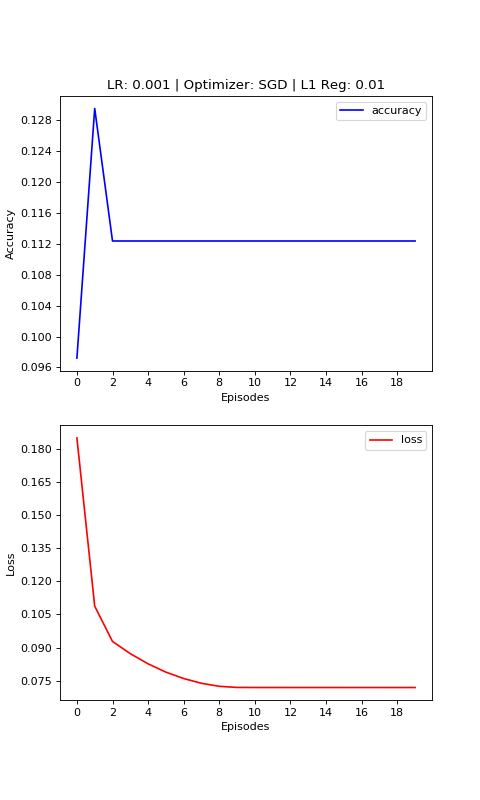 LR: 0.001 | Optimizer: SGD | L1 Reg: 0.01
accuracy
0.128
0.124
0.120
0.116
0.112
0.108
0.104
0.100
0.096
Accuracy
0 2 4 6 8 10 12 14 16 18
Episodes
loss
0.180
0.165
0.150
0.135
0.120
0.105
0.090
0.075
Loss
0 2 4 6 8 10 12 14 16 18
Episodes